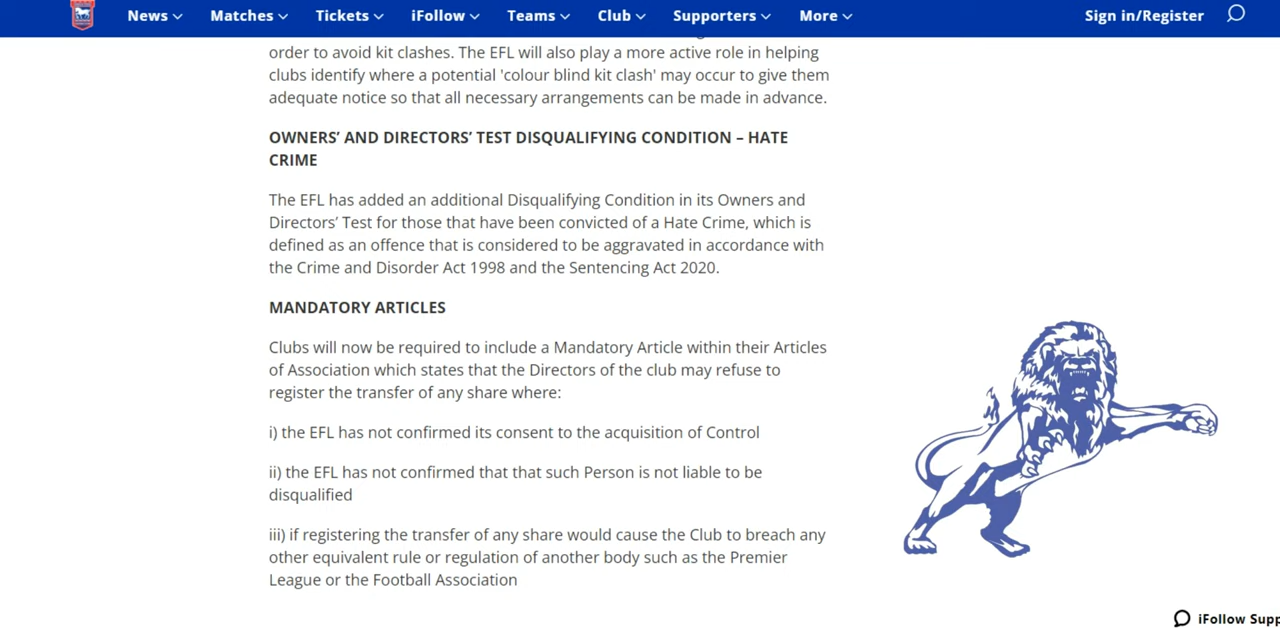 News Matches Tickets iFollow Teams Club Supporters More Sign in/Register
order to avoid kit clashes. The EFL will also play a more active role in helping
clubs identify where a potential 'colour blind kit clash' may occur to give them
adequate notice so that all necessary arrangements can be made in advance.
OWNERS’ AND DIRECTORS’ TEST DISQUALIFYING CONDITION – HATE
CRIME
The EFL has added an additional Disqualifying Condition in its Owners and
Directors’ Test for those that have been convicted of a Hate Crime, which is
defined as an offence that is considered to be aggravated in accordance with
the Crime and Disorder Act 1998 and the Sentencing Act 2020.
MANDATORY ARTICLES
Clubs will now be required to include a Mandatory Article within their Articles
of Association which states that the Directors of the club may refuse to
register the transfer of any share where:
i) the EFL has not confirmed its consent to the acquisition of Control
ii) the EFL has not confirmed that that such Person is not liable to be
disqualified
iii) if registering the transfer of any share would cause the Club to breach any
other equivalent rule or regulation of another body such as the Premier
League or the Football Association
iFollow Supp